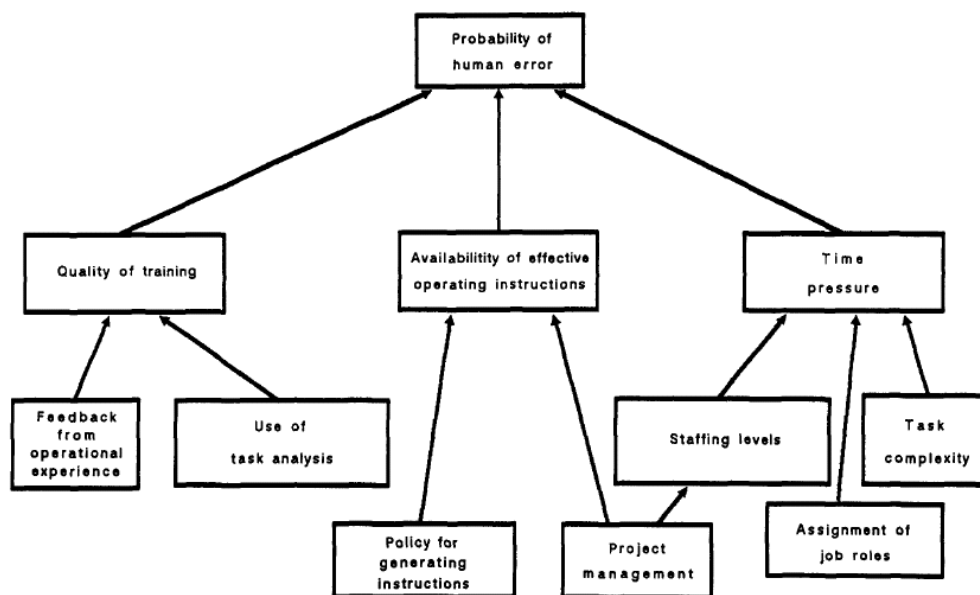 Probability of
human error
Quality of training
Availabilitity of effective
operating instructions
Time
pressure
Feedback
from
operational
experience
Use of
task analysis
Staffing levels
Task
complexity
Policy for
generating
instructions
Project
management
Assignment of
job roles